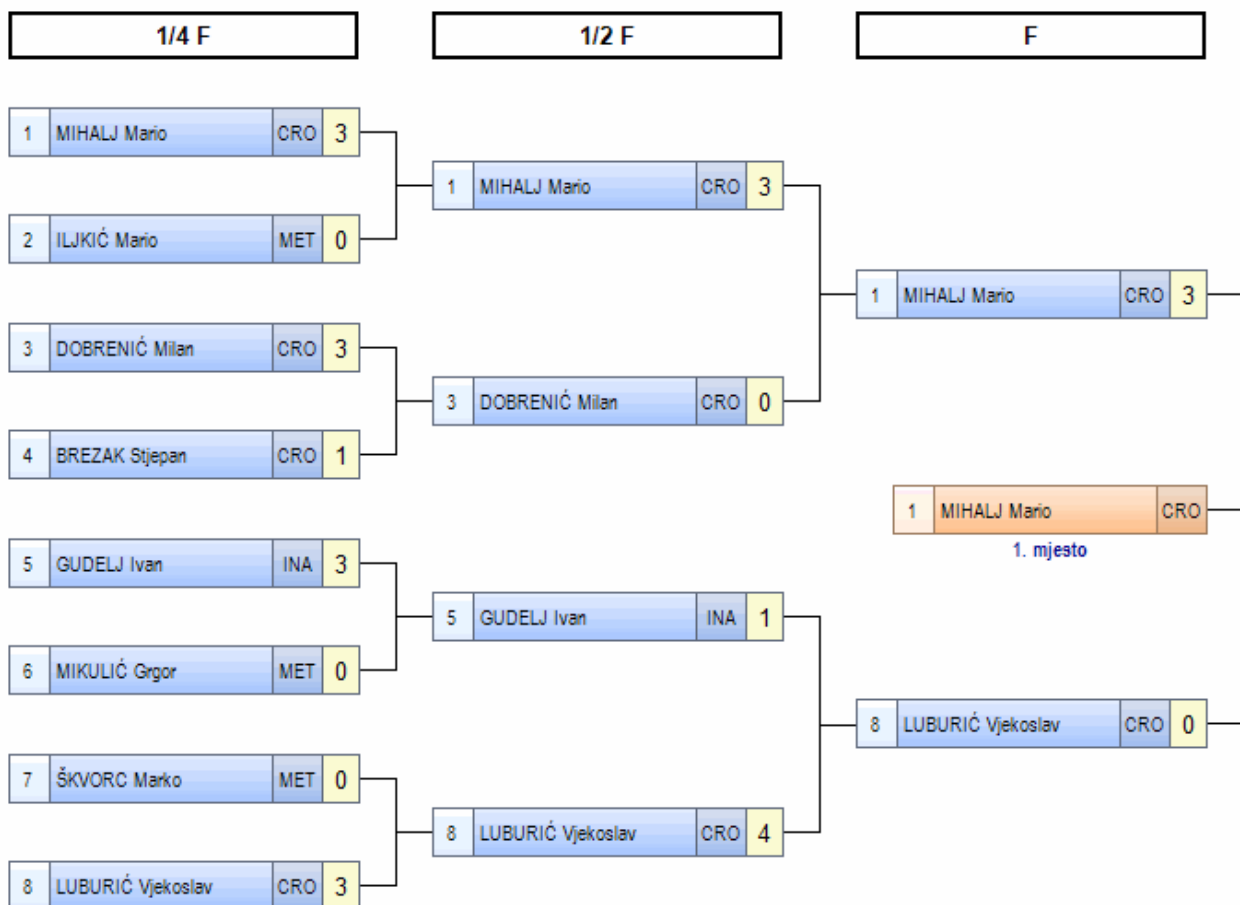 1/4 F
1/2 F
F
1 MIHALJ Mario CRO 3
2 ILJKIĆ Mario MET 0
3 DOBRENIĆ Milan CRO 3
4 BREZAK Stjepan CRO 1
5 GUDELJ Ivan INA 3
6 MIKULIĆ Grgor MET 0
7 ŠKVORC Marko MET 0
8 LUBURIĆ Vjekoslav CRO 3
1 MIHALJ Mario CRO 3
3 DOBRENIĆ Milan CRO 0
5 GUDELJ Ivan INA 1
8 LUBURIĆ Vjekoslav CRO 4
1 MIHALJ Mario CRO 3
1 MIHALJ Mario CRO
1. mjesto
8 LUBURIĆ Vjekoslav CRO 0